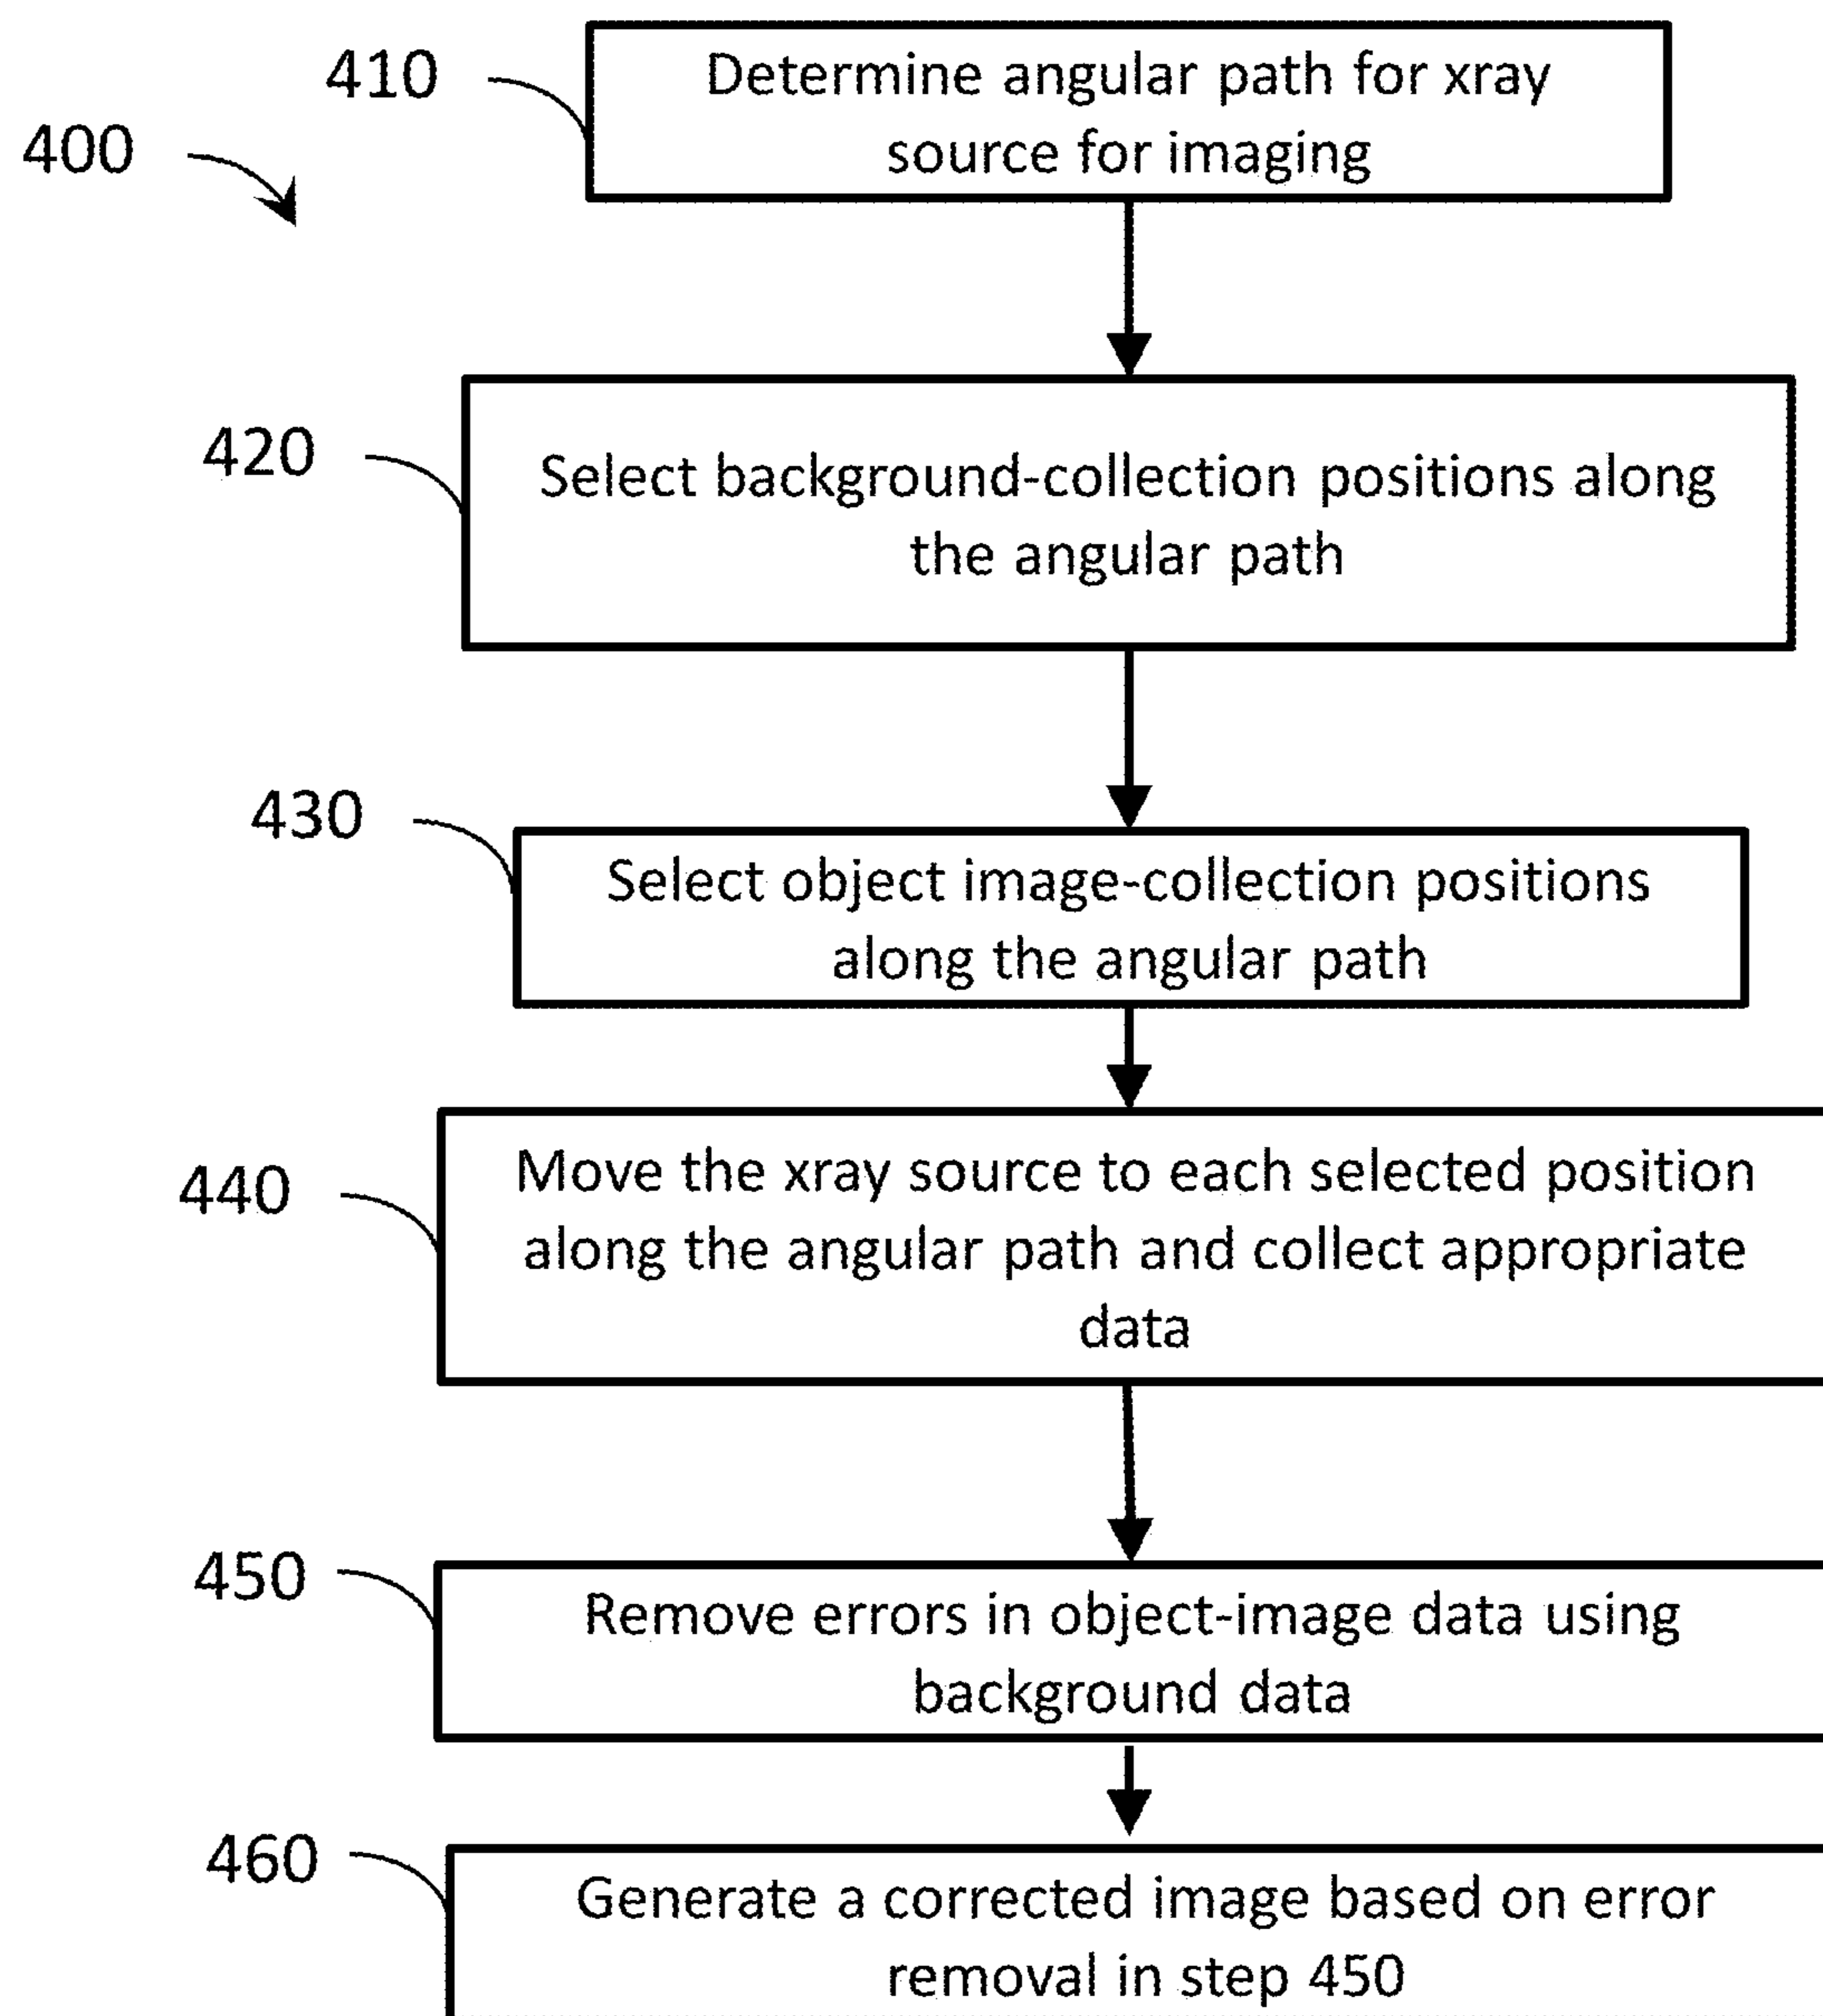 410
Determine angular path for xray
source for imaging
400
420
Select background-collection positions along
the angular path
430
Select object image-collection positions
along the angular path
440
Move the xray source to each selected position
along the angular path and collect appropriate
data
450
Remove errors in object-image data using
background data
460
Generate a corrected image based on error
removal in step 450